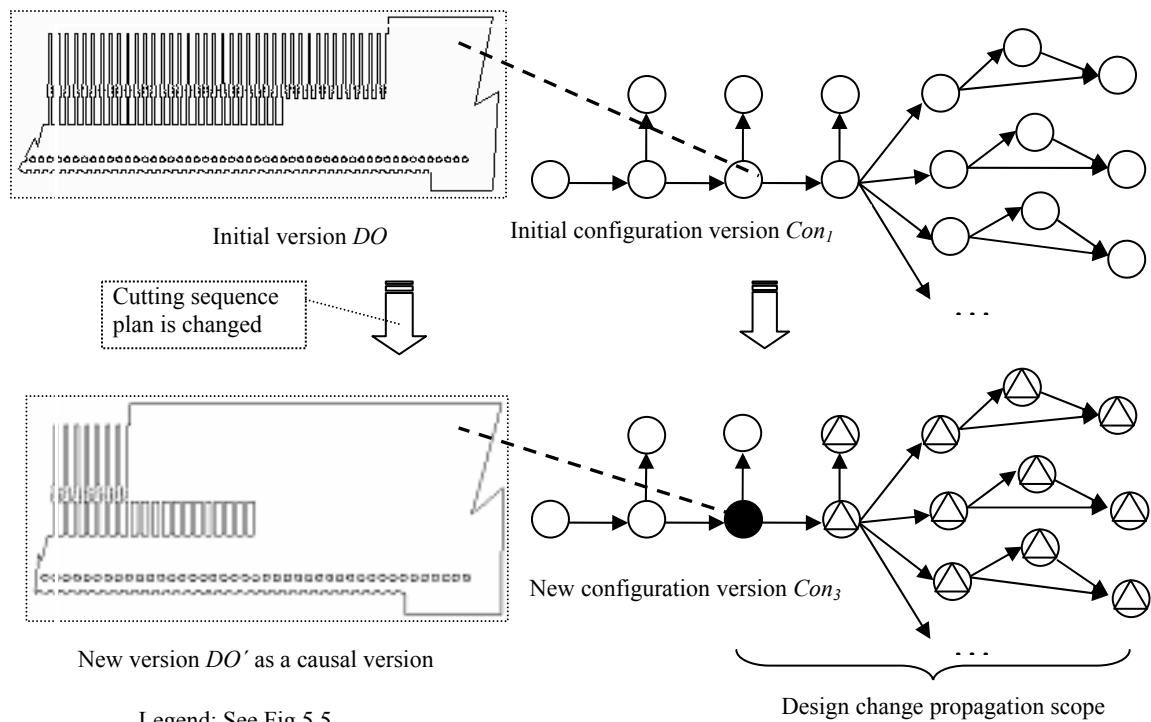 Initial version DO
Initial configuration version Con1
Cutting sequence
plan is changed
. . .
New configuration version Con3
New version DO´ as a causal version
. . .
Design change propagation scope
Legend: See Fig 5.5